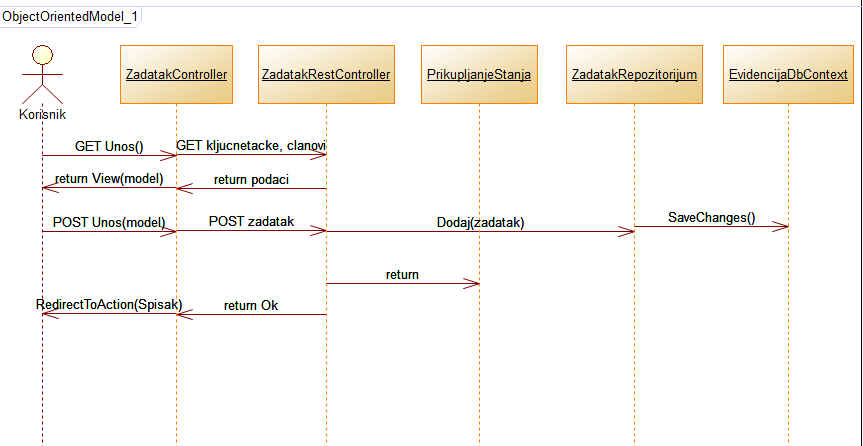 ObjectOrientedModel_1
Korisnik
ZadatakController
ZadatakRestController
PrikupljanjeStanja
ZadatakRepozitorijum
EvidencijaDbContext
GET Unos()
GET kljucnetacke, clanovi
return View(model)
return podaci
POST Unos(model)
POST zadatak
Dodaj(zadatak)
SaveChanges()
return
RedirectToAction(Spisak)
return Ok